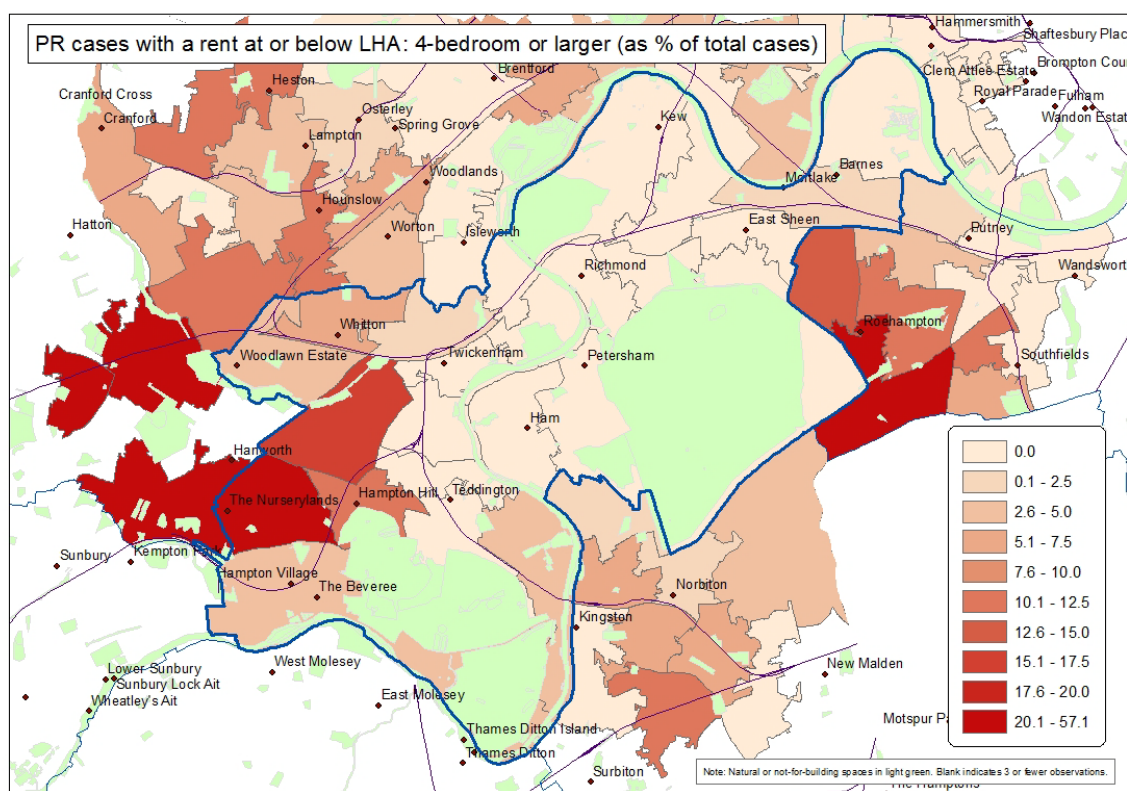 PR cases with a rent at or below LHA: 4-bedroom or larger (as % of total cases)
Hammersmith
Shaftesbury Place
Brentford
Brompton Cour
Clem Attlee Estate
Heston
Cranford Cross
Royal Parade
Fulham
Osterley
Wandon Estate
Cranford
Spring Grove
Kew
Lampton
Barnes
Woodlands
Mortlake
Hounslow
East Sheen
Hatton
Worton
Isleworth
Putney
Richmond
Wandswort
Whitton
Roehampton
Woodlawn Estate
Twickenham
Petersham
Southfields
Ham
Hanworth
The Nurserylands
Hampton Hill
Teddington
Sunbury
Kempton Park
Hampton Village
The Beveree
Norbiton
Kingston
West Molesey
New Malden
Lower Sunbury
Sunbury Lock Ait
Wheatley's Ait
East Molesey
Motspur Pa
Thames Ditton Island
Thames Ditton
Surbiton
The Hamptons
0.0
0.1 - 2.5
2.6 - 5.0
5.1 - 7.5
7.6 - 10.0
10.1 - 12.5
12.6 - 15.0
15.1 - 17.5
17.6 - 20.0
20.1 - 57.1
Note: Natural or not-for-building spaces in light green. Blank indicates 3 or fewer observations.